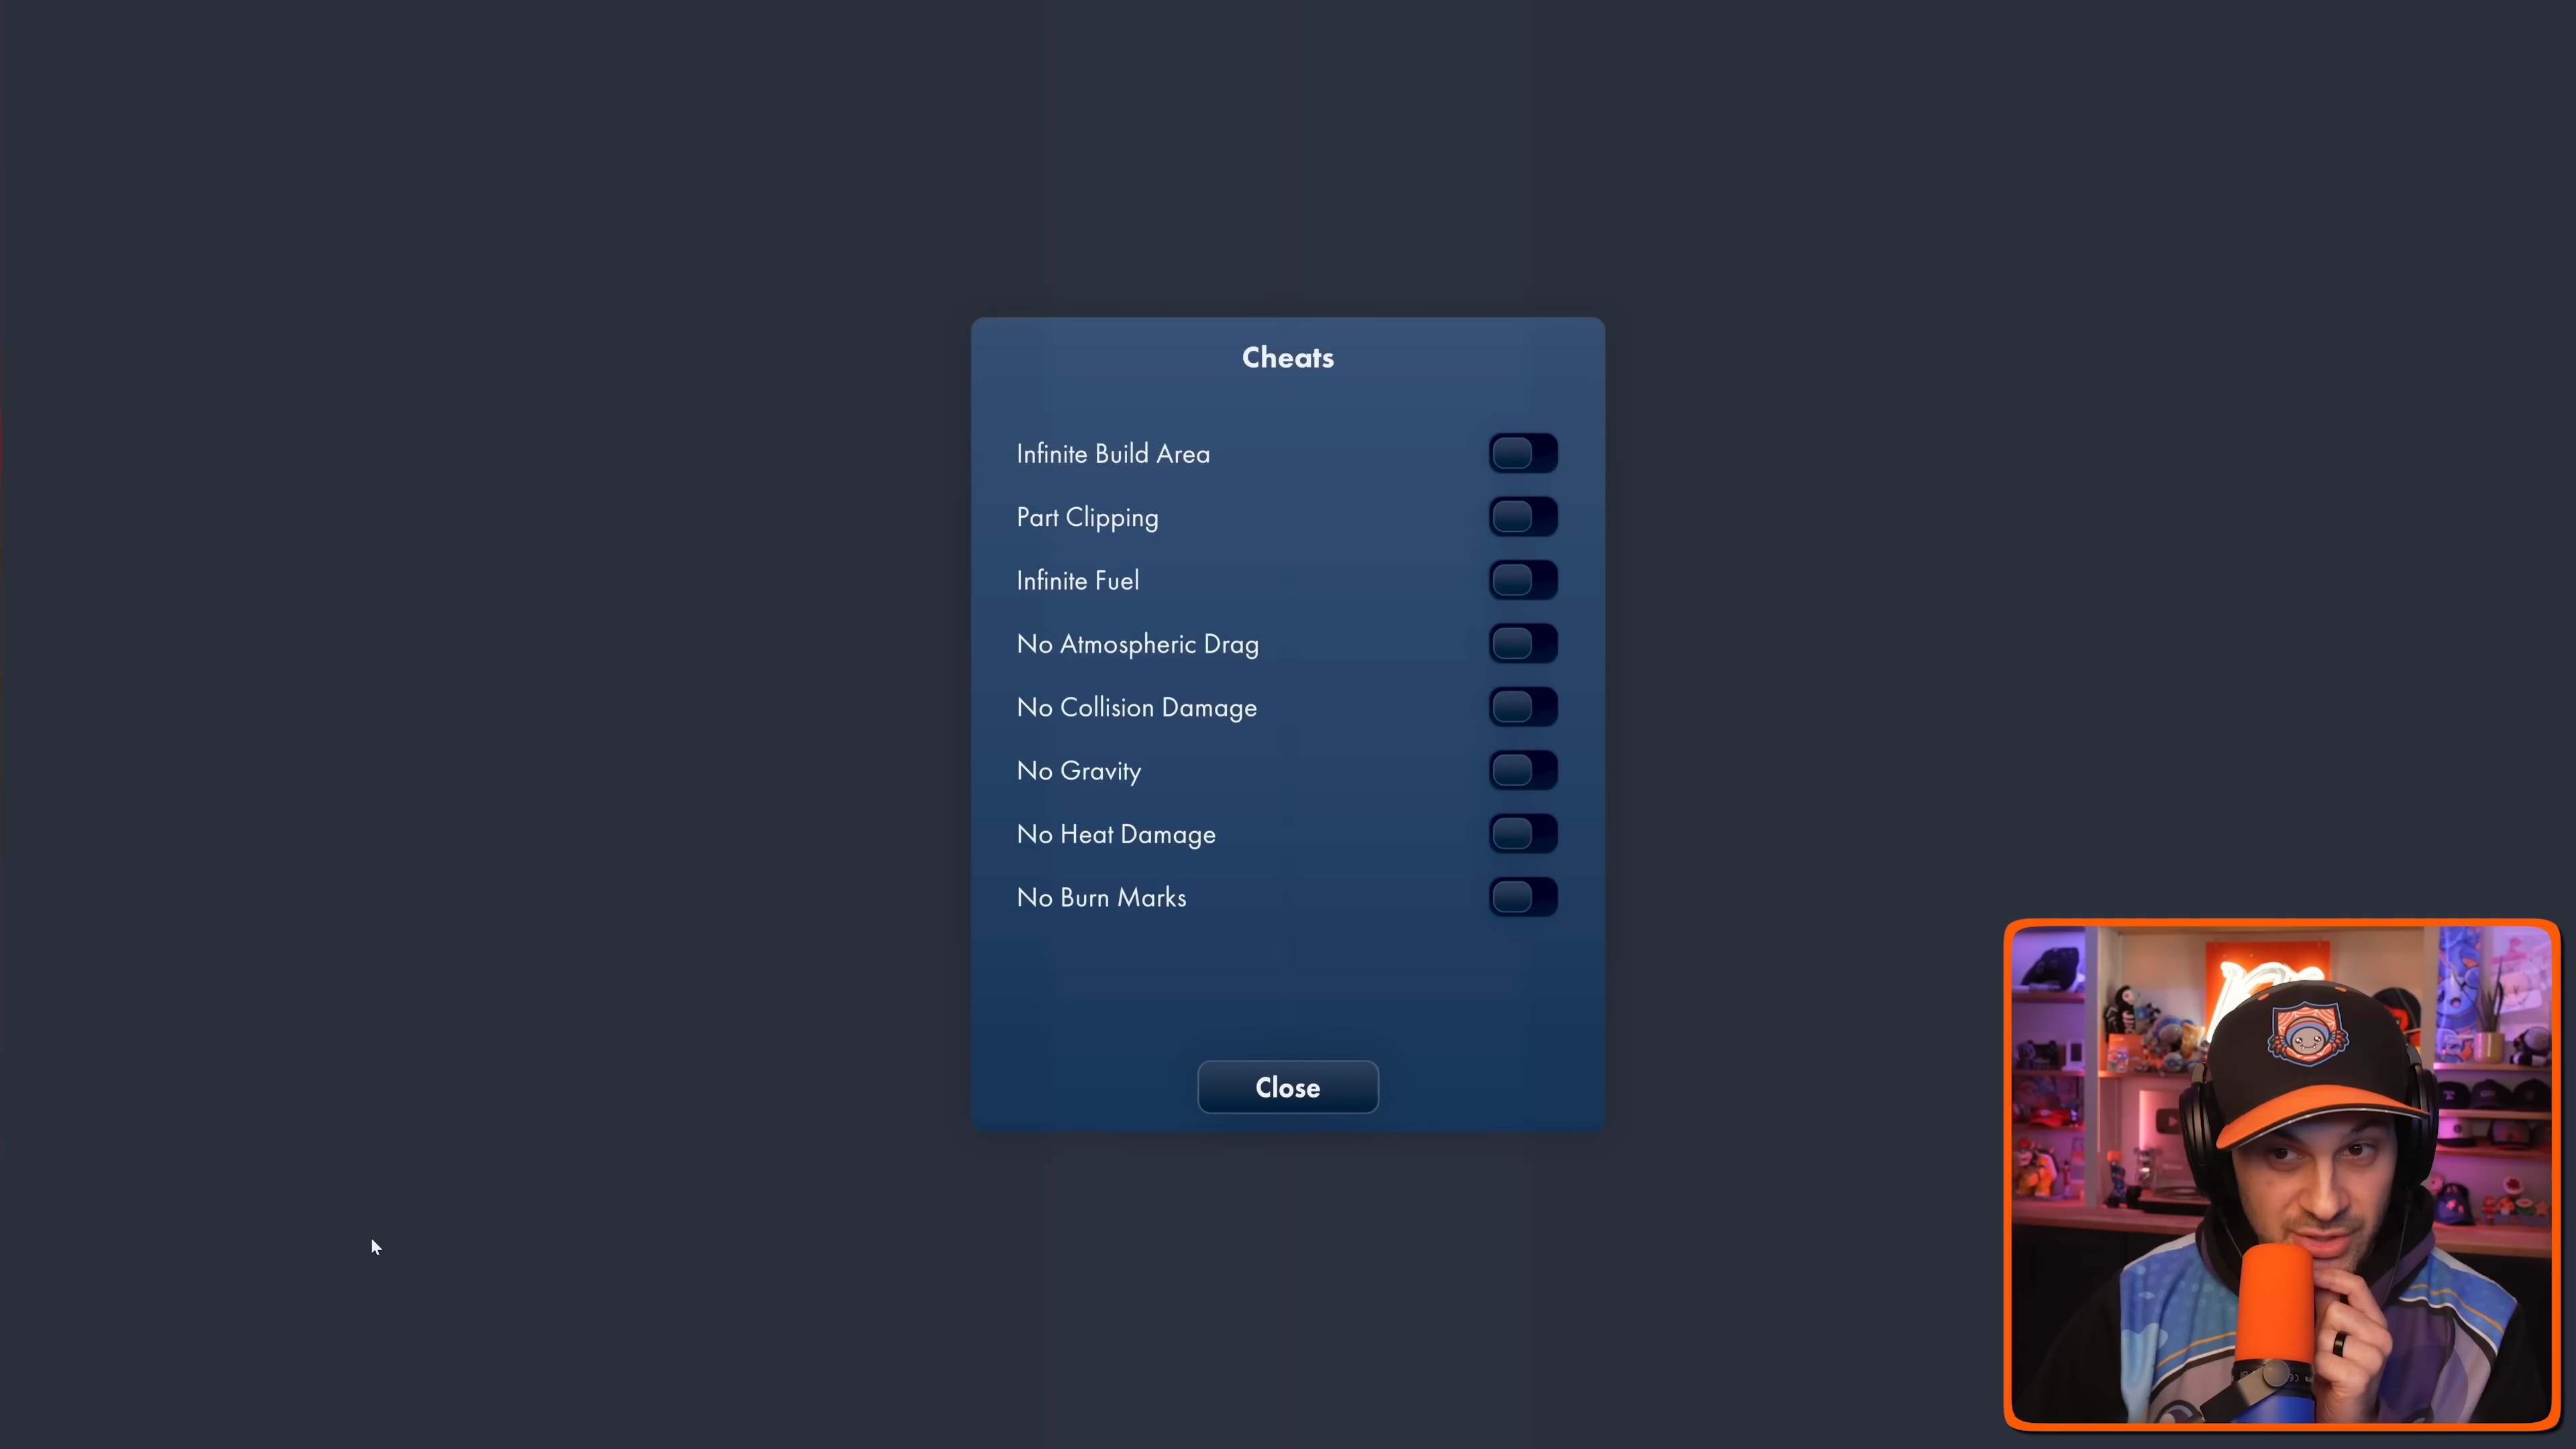 Cheats
Infinite Build Area
Part Clipping
Infinite Fuel
No Atmospheric Drag
No Collision Damage
No Gravity
No Heat Damage
No Burn Marks
Close